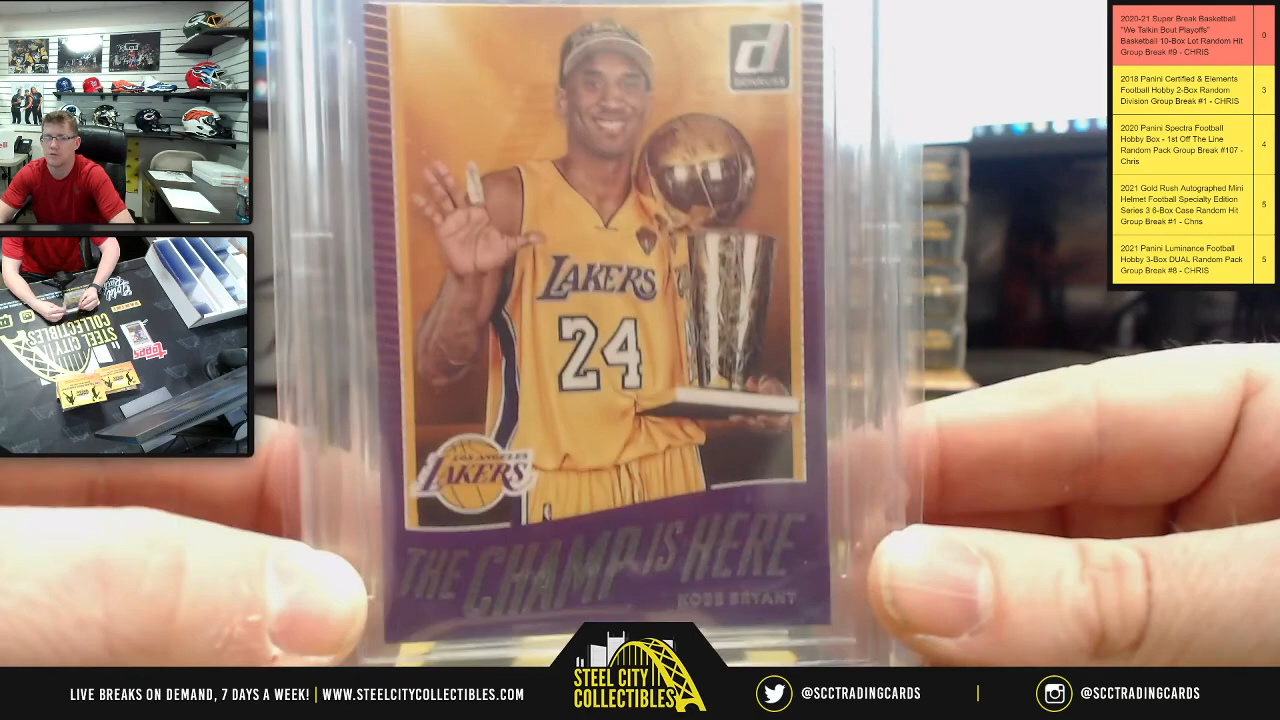 2020-21 Super Break Basketball
"We Talkin Bout Playoffs"
Basketball 10-Box Lot Random Hit
Group Break #9 - CHRIS
0
2018 Panini Certified & Elements
Football Hobby 2-Box Random
Division Group Break #1 - CHRIS
3
2020 Panini Spectra Football
Hobby Box - 1st Off The Line
Random Pack Group Break #107 -
Chris
4
2021 Gold Rush Autographed Mini
Helmet Football Specialty Edition
Series 3 6-Box Case Random Hit
Group Break #1 - Chris
5
2021 Panini Luminance Football
Hobby 3-Box DUAL Random Pack
Group Break #8 - CHRIS
5
d
DONRUSS
LAKERS
24
LOS ANGELES
LAKERS
THE CHAMP IS HERE
KOBE BRYANT
STEEL CITY
COLLECTIBLES
topps
LIVE BREAKS ON DEMAND, 7 DAYS A WEEK! | WWW.STEELCITYCOLLECTIBLES.COM
STEEL CITY
COLLECTIBLES
@SCCTRADINGCARDS | @SCCTRADINGCARDS